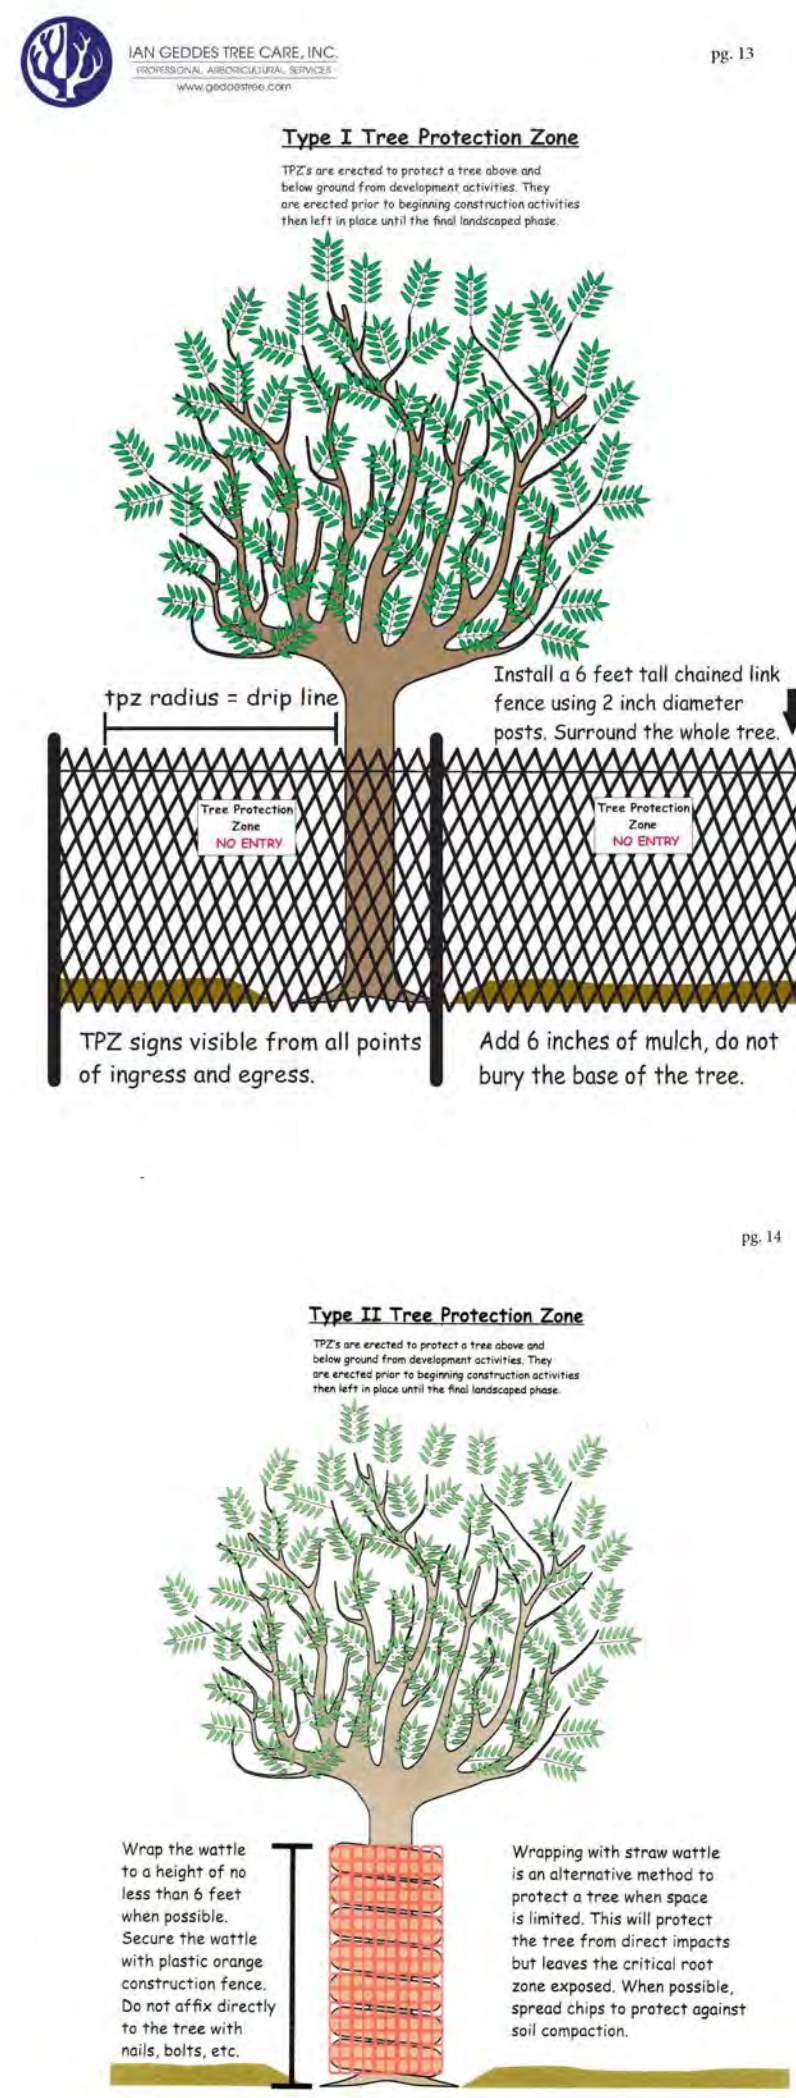 IAN GEDDES TREE CARE, INC.
PROFESSIONAL ARBORICULTURAL SERVICES
www.geddestree.com
pg. 13
Type I Tree Protection Zone
TPZ's are erected to protect a tree above and
below ground from development activities. They
are erected prior to beginning construction activities
then left in place until the final landscaped phase.
tpz radius = drip line
Install a 6 feet tall chained link
fence using 2 inch diameter
posts. Surround the whole tree.
Tree Protection
Zone
NO ENTRY
Tree Protection
Zone
NO ENTRY
TPZ signs visible from all points
of ingress and egress.
Add 6 inches of mulch, do not
bury the base of the tree.
pg. 14
Type II Tree Protection Zone
TPZ's are erected to protect a tree above and
below ground from development activities. They
are erected prior to beginning construction activities
then left in place until the final landscaped phase.
Wrap the wattle
to a height of no
less than 6 feet
when possible.
Secure the wattle
with plastic orange
construction fence.
Do not affix directly
to the tree with
nails, bolts, etc.
Wrapping with straw wattle
is an alternative method to
protect a tree when space
is limited. This will protect
the tree from direct impacts
but leaves the critical root
zone exposed. When possible,
spread chips to protect against
soil compaction.